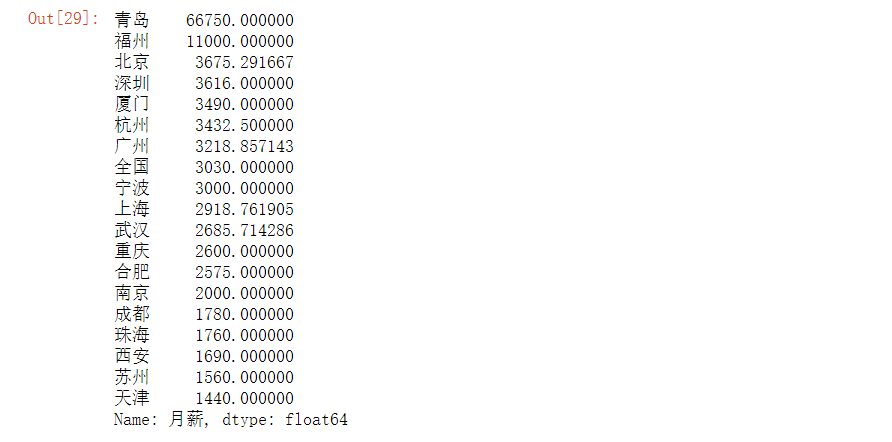 Out[29]: 青岛 66750.000000
福州 11000.000000
北京 3675.291667
深圳 3616.000000
厦门 3490.000000
杭州 3432.500000
广州 3218.857143
全国 3030.000000
宁波 3000.000000
上海 2918.761905
武汉 2685.714286
重庆 2600.000000
合肥 2575.000000
南京 2000.000000
成都 1780.000000
珠海 1760.000000
西安 1690.000000
苏州 1560.000000
天津 1440.000000
Name: 月薪, dtype: float64